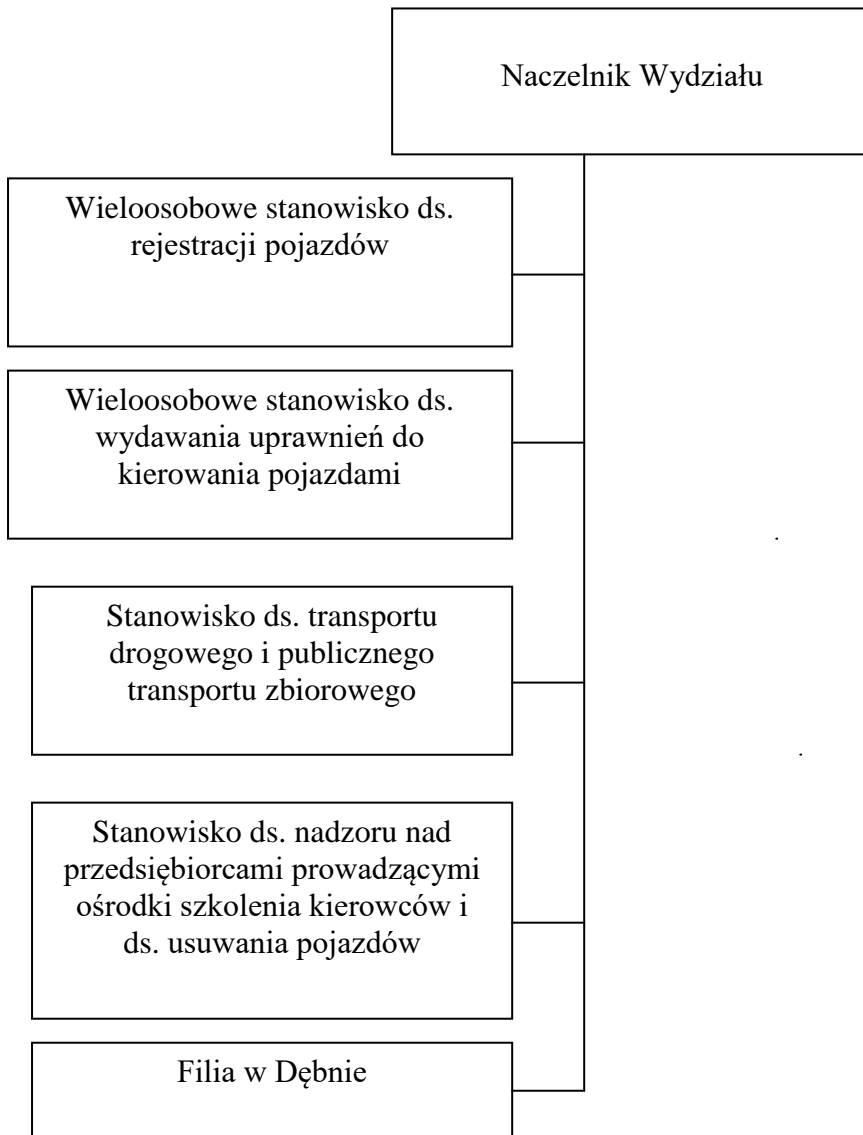 Naczelnik Wydziału
Wieloosobowe stanowisko ds.
rejestracji pojazdów
Wieloosobowe stanowisko ds.
wydawania uprawnień do
kierowania pojazdami
Stanowisko ds. transportu
drogowego i publicznego
transportu zbiorowego
Stanowisko ds. nadzoru nad
przedsiębiorcami prowadzącymi
ośrodki szkolenia kierowców i
ds. usuwania pojazdów
Filia w Dębnie